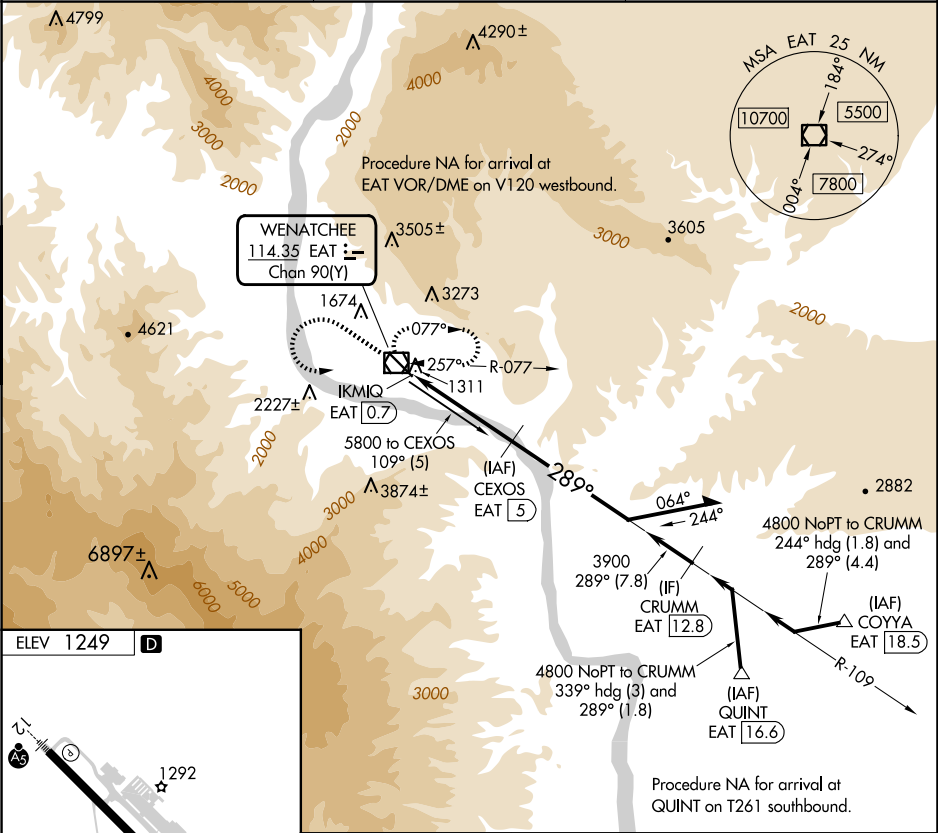 4799
4290±
4000
4000
3000
2000
2000
MSA EAT 25 NM
184°
10700
5500
274°
7800
004°
Procedure NA for arrival at
EAT VOR/DME on V120 westbound.
WENATCHEE
114.35 EAT
Chan 90(Y)
3505±
3000
3605
3273
1674
2000
4621
077°
257°
R-077
1311
IKMIQ
EAT 0.7
2227±
2000
5800 to CEXOS
109° (5)
(IAF)
CEXOS
EAT 5
289°
3874±
3000
4000
064°
244°
2882
4800 NoPT to CRUMM
244° hdg (1.8) and
289° (4.4)
6897±
6000
5000
3900
289° (7.8)
(IF)
CRUMM
EAT 12.8
(IAF)
COYYA
EAT 18.5
R-109
4800 NoPT to CRUMM
339° hdg (3) and
289° (1.8)
(IAF)
QUINT
EAT 16.6
3000
Procedure NA for arrival at
QUINT on T261 southbound.
ELEV 1249 D
12
A5
P
1292